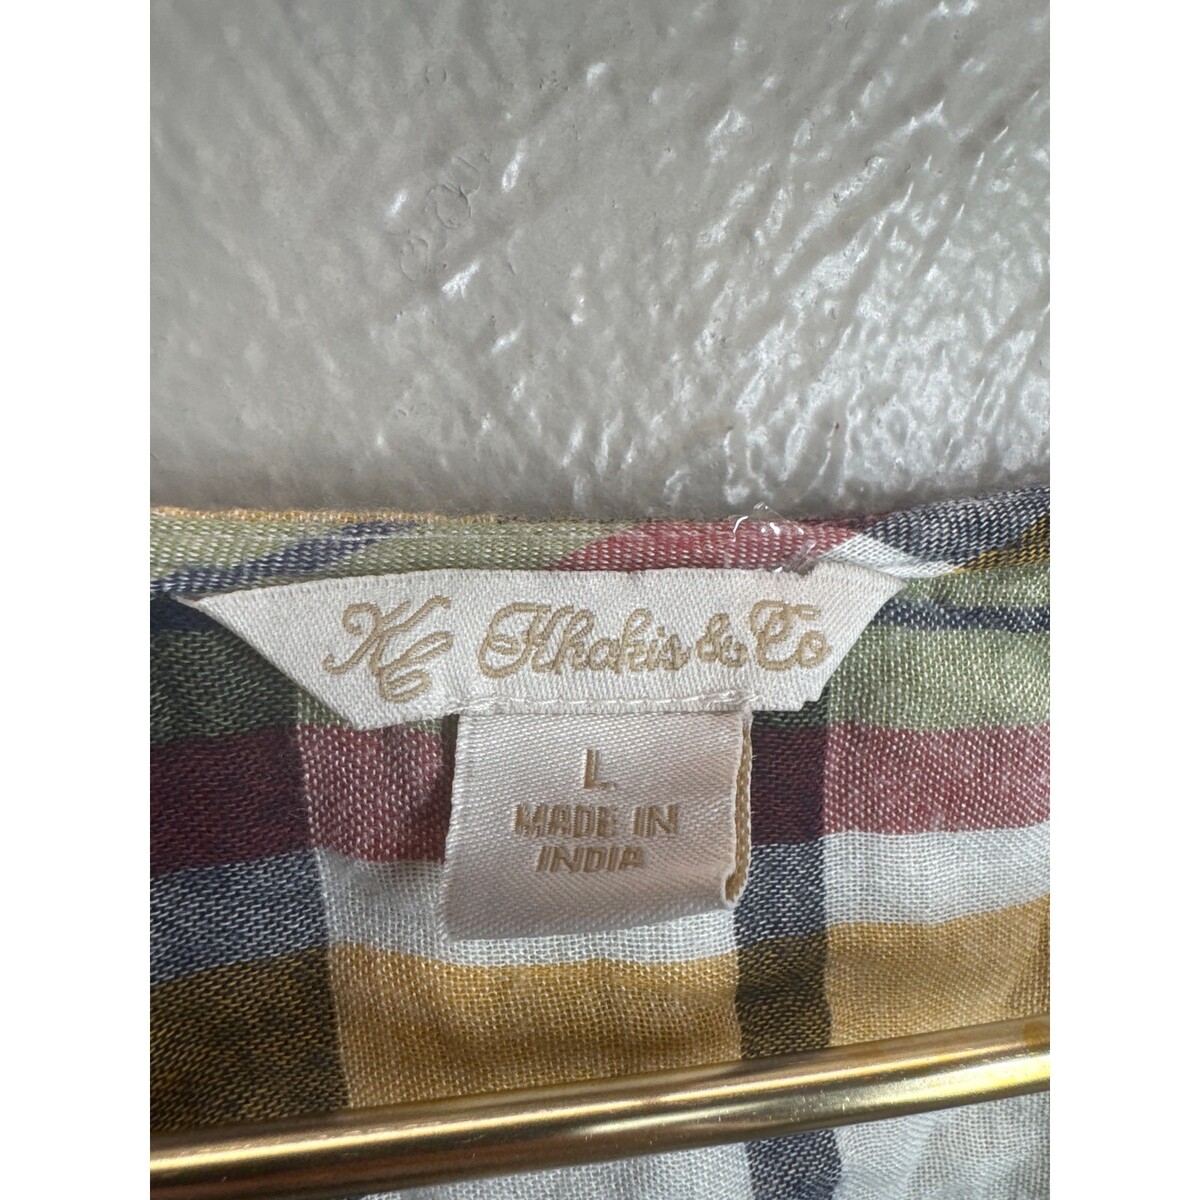 KC Khakis & Co
L
MADE IN
INDIA